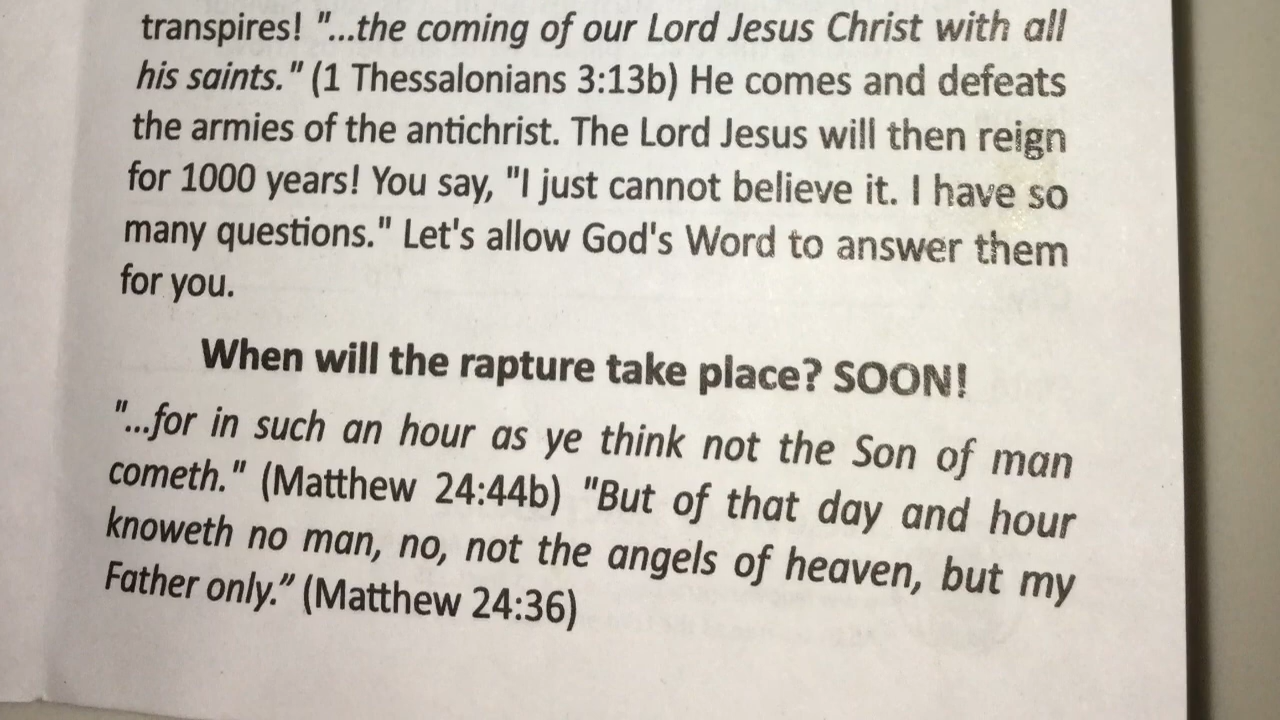 transpires! "...the coming of our Lord Jesus Christ with all
his saints." (1 Thessalonians 3:13b) He comes and defeats
the armies of the antichrist. The Lord Jesus will then reign
for 1000 years! You say, "I just cannot believe it. I have so
many questions." Let's allow God's Word to answer them
for you.
When will the rapture take place? SOON!
"...for in such an hour as ye think not the Son of man
cometh." (Matthew 24:44b) "But of that day and hour
knoweth no man, no, not the angels of heaven, but my
Father only.” (Matthew 24:36)